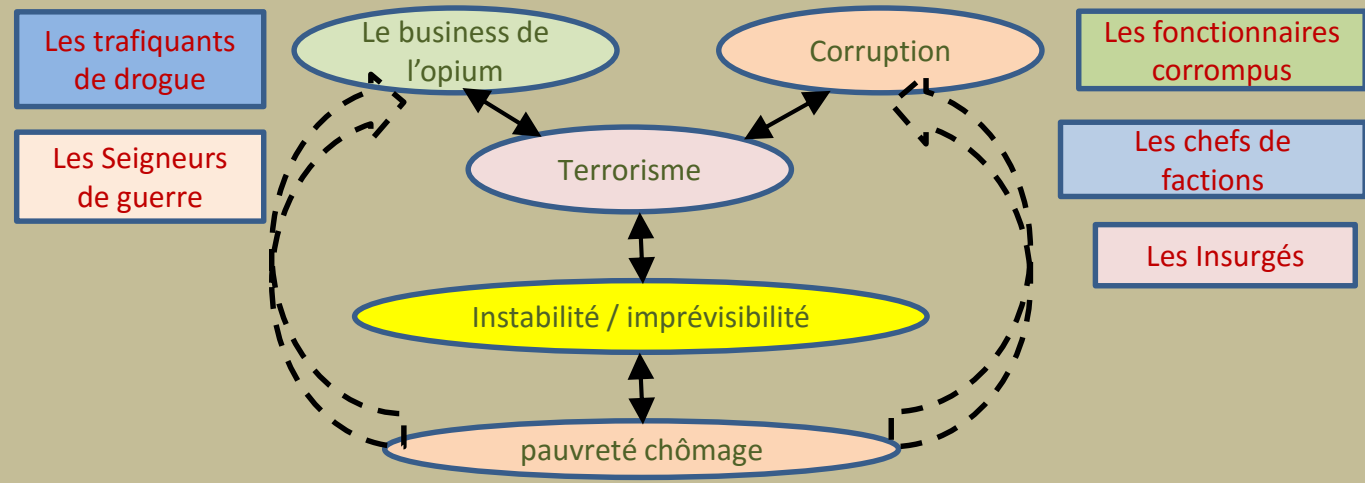 Les trafiquants
de drogue
Le business de
l’opium
Corruption
Les fonctionnaires
corrompus
Les Seigneurs
de guerre
Terrorisme
Les chefs de
factions
Les Insurgés
Instabilité / imprévisibilité
pauvreté chômage